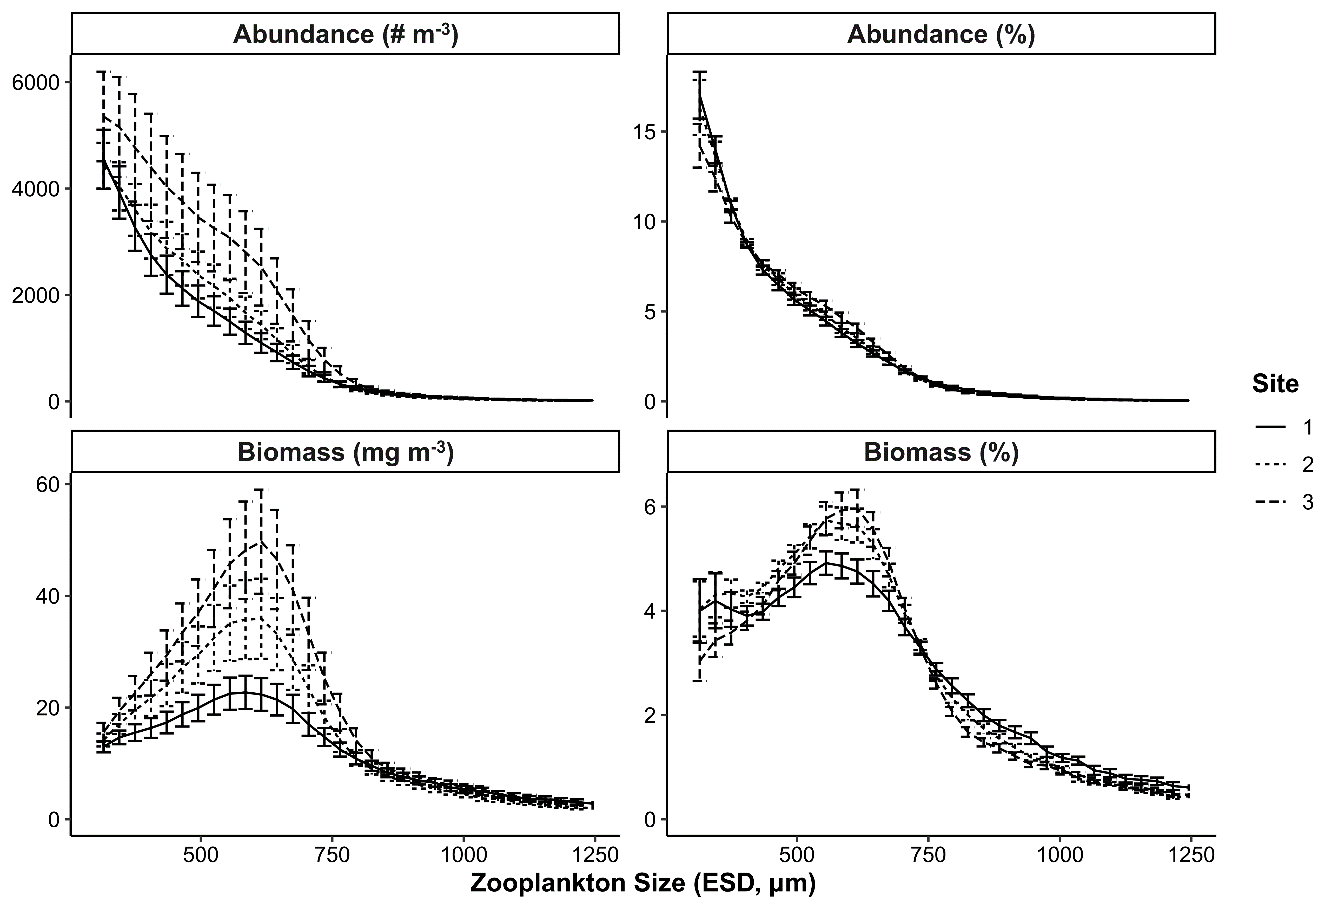 Abundance (# m⁻³)
Abundance (%)
6000
4000
2000
0
15
10
5
0
Biomass (mg m⁻³)
Biomass (%)
60
40
20
0
6
4
2
0
500 750 1000 1250
500 750 1000 1250
Zooplankton Size (ESD, µm)
Site
1
2
3